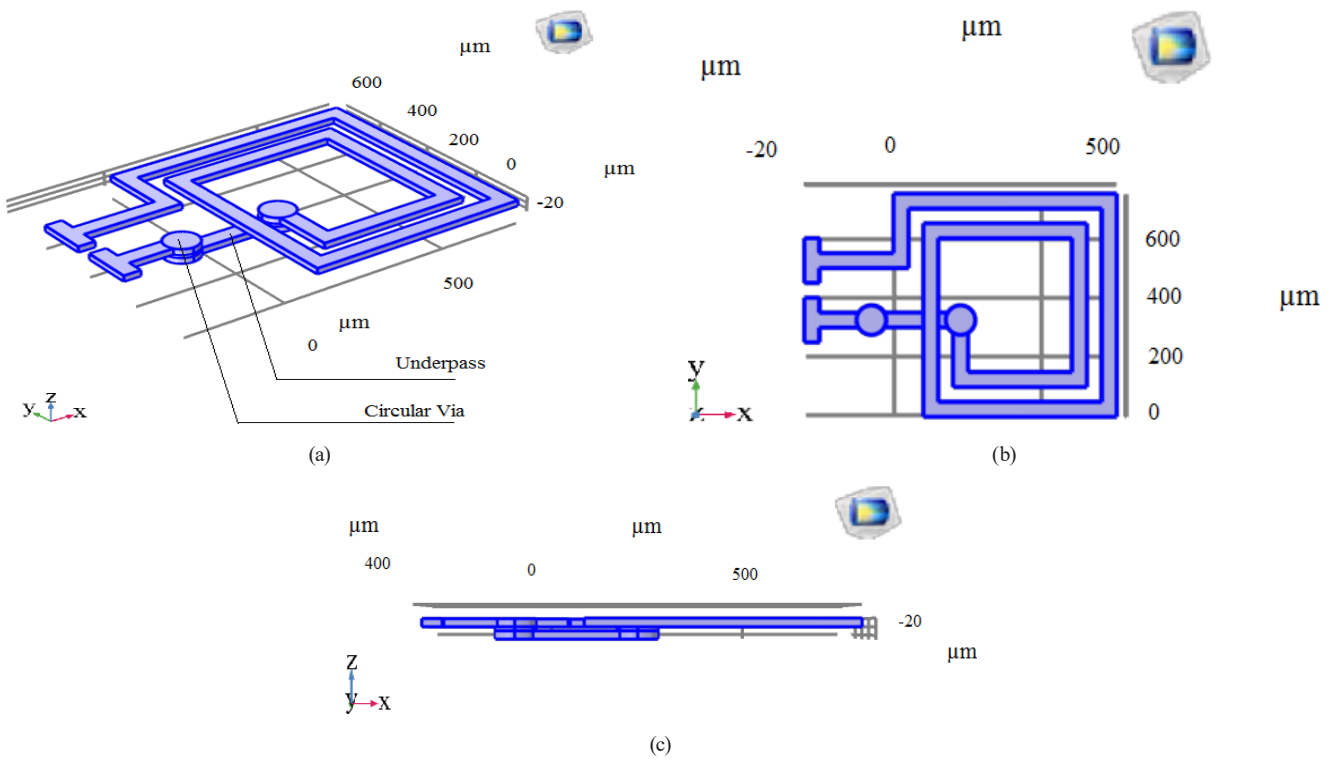 µm
600
400
200
0
µm
-20
500
µm
0
Underpass
Circular Via
y z x
(a)
µm
µm
-20
0
500
600
400
µm
200
0
y
z x
(b)
µm
µm
400
0
500
-20
µm
z
y x
(c)